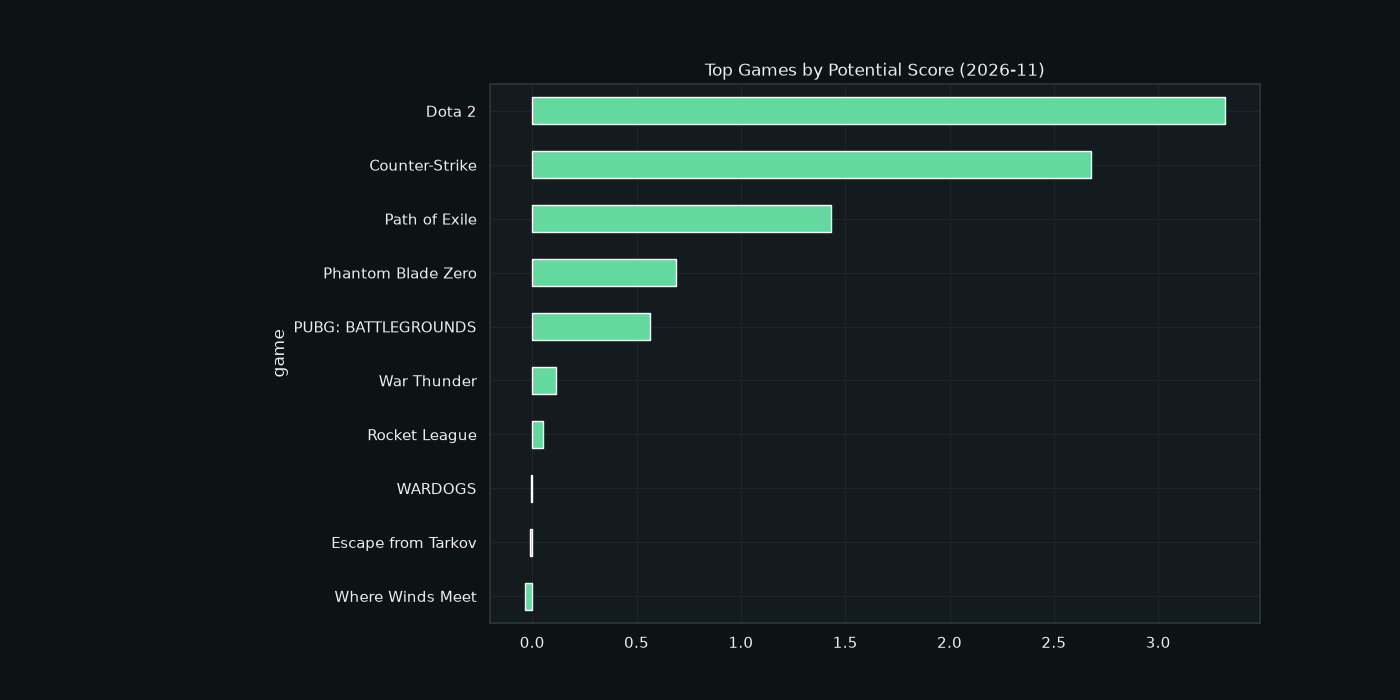 Top Games by Potential Score (2026-11)
Dota 2
Counter-Strike
Path of Exile
Phantom Blade Zero
PUBG: BATTLEGROUNDS
game
War Thunder
Rocket League
WARDOGS
Escape from Tarkov
Where Winds Meet
0.0 0.5 1.0 1.5 2.0 2.5 3.0